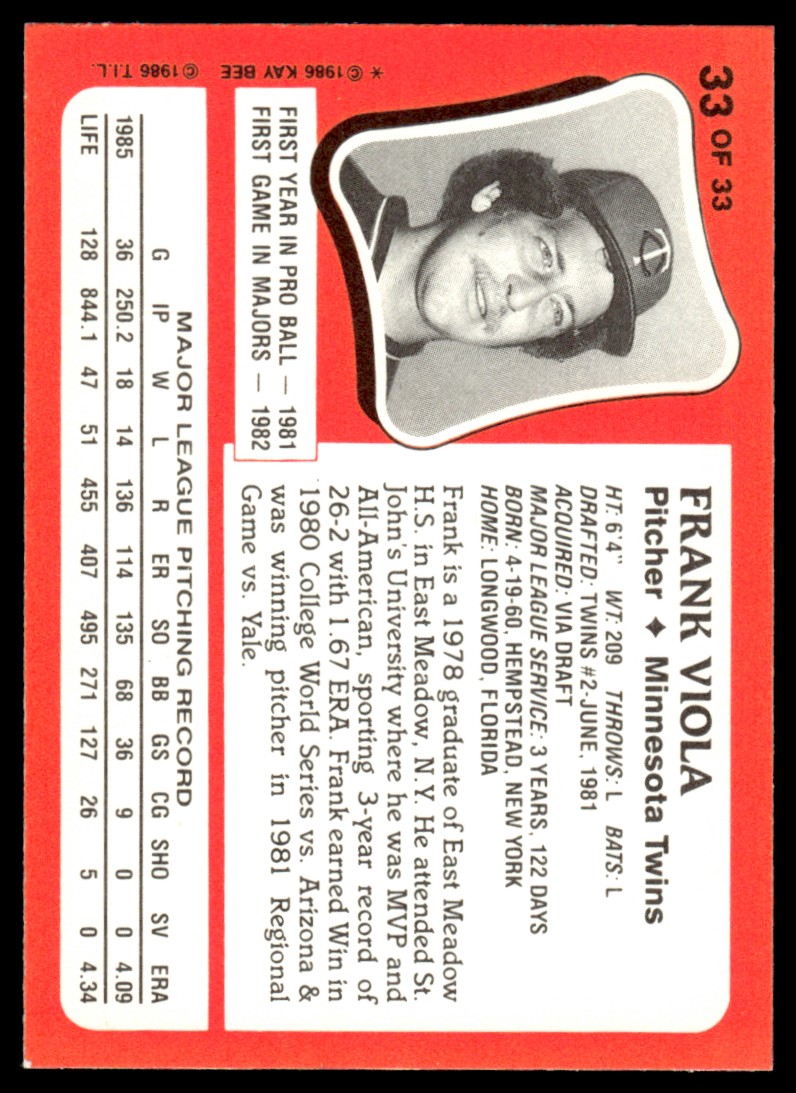 33 OF 33
FRANK VIOLA
Pitcher ♦ Minnesota Twins
HT: 6'4" WT: 209 THROWS: L BATS: L
DRAFTED: TWINS #2-JUNE, 1981
ACQUIRED: VIA DRAFT
MAJOR LEAGUE SERVICE: 3 YEARS, 122 DAYS
BORN: 4-19-60, HEMPSTEAD, NEW YORK
HOME: LONGWOOD, FLORIDA
Frank is a 1978 graduate of East Meadow
H.S. in East Meadow, N.Y. He attended St.
John's University where he was MVP and
All-American, sporting 3-year record of
26-2 with 1.67 ERA. Frank earned Win in
1980 College World Series vs. Arizona &
was winning pitcher in 1981 Regional
Game vs. Yale.
TC
FIRST YEAR IN PRO BALL — 1981
FIRST GAME IN MAJORS — 1982
MAJOR LEAGUE PITCHING RECORD
G IP W L R ER SO BB GS CG SHO SV ERA
1985 36 250.2 18 14 136 114 135 68 36 9 0 0 4.09
LIFE 128 844.1 47 51 455 407 495 271 127 26 5 0 4.34
* ©1986 KAY BEE ©1986 T.I.L.